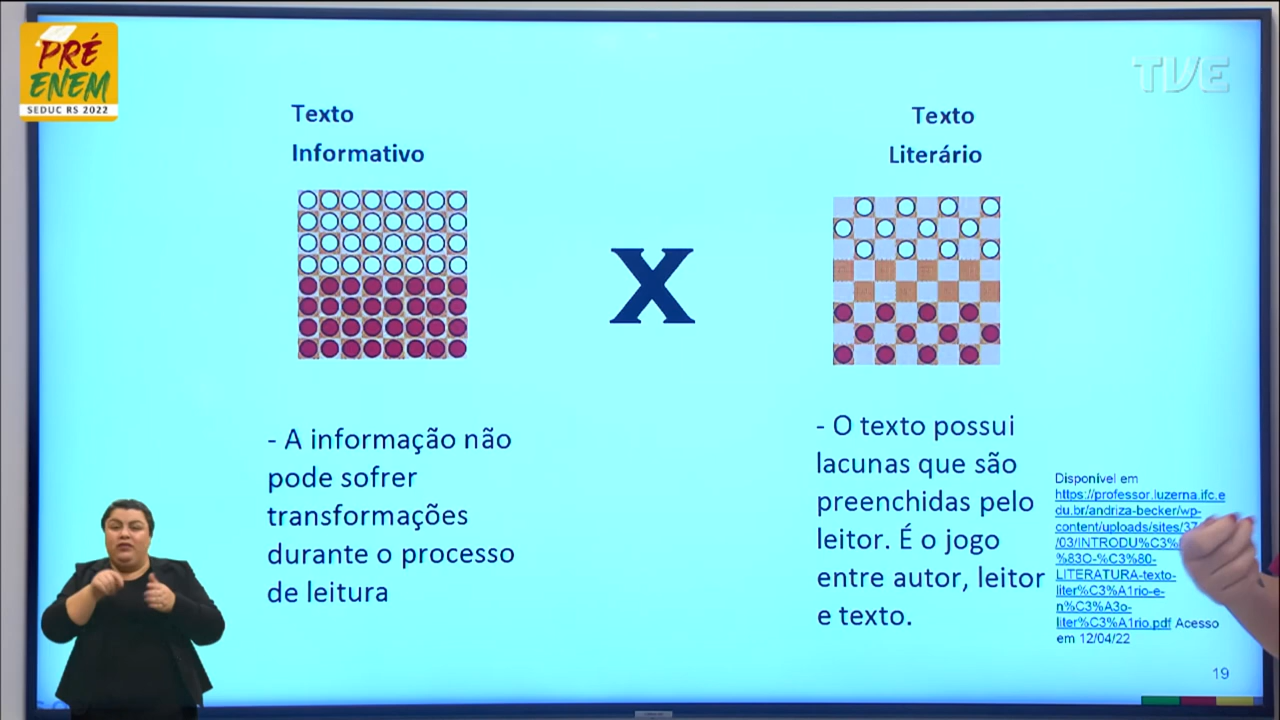 PRÉ
ENEM
SEDUC RS 2022
TVE
Texto
Informativo
Texto
Literário
X
- A informação não
pode sofrer
transformações
durante o processo
de leitura
- O texto possui
lacunas que são
preenchidas pelo
leitor. É o jogo
entre autor, leitor
e texto.
Disponível em
https://professor.luzerna.ifc.e
du.br/andriza-becker/wp-
content/uploads/sites/37
/03/INTRODU%C3%
%83O-%C3%80-
LITERATURA-texto-
liter%C3%A1rio-e-
n%C3%A3o-
liter%C3%A1rio.pdf Acesso
em 12/04/22
19